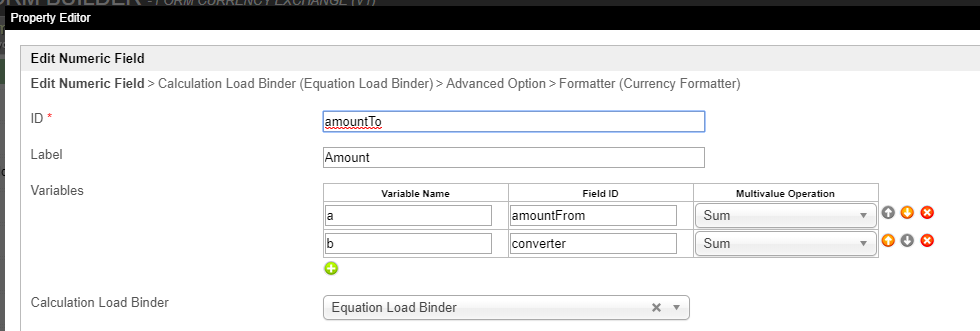 FORM BUILDER - FORM CURRENCY EXCHANGE (V1)
Property Editor
Edit Numeric Field
Edit Numeric Field > Calculation Load Binder (Equation Load Binder) > Advanced Option > Formatter (Currency Formatter)
ID * amountTo
Label Amount
Variables
Variable Name Field ID Multivalue Operation
a amountFrom Sum
b converter Sum
Calculation Load Binder Equation Load Binder